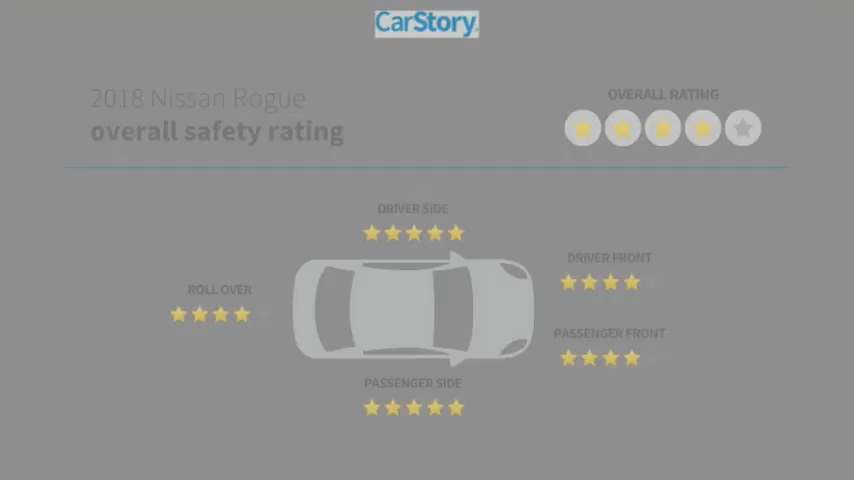 CarStory
2018 Nissan Rogue
overall safety rating
OVERALL RATING
DRIVER SIDE
DRIVER FRONT
ROLL OVER
PASSENGER FRONT
PASSENGER SIDE